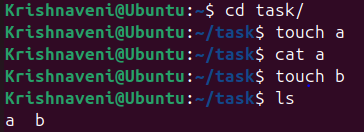 Krishnaveni@Ubuntu:~$ cd task/
Krishnaveni@Ubuntu:~/task$ touch a
Krishnaveni@Ubuntu:~/task$ cat a
Krishnaveni@Ubuntu:~/task$ touch b
Krishnaveni@Ubuntu:~/task$ ls
a  b